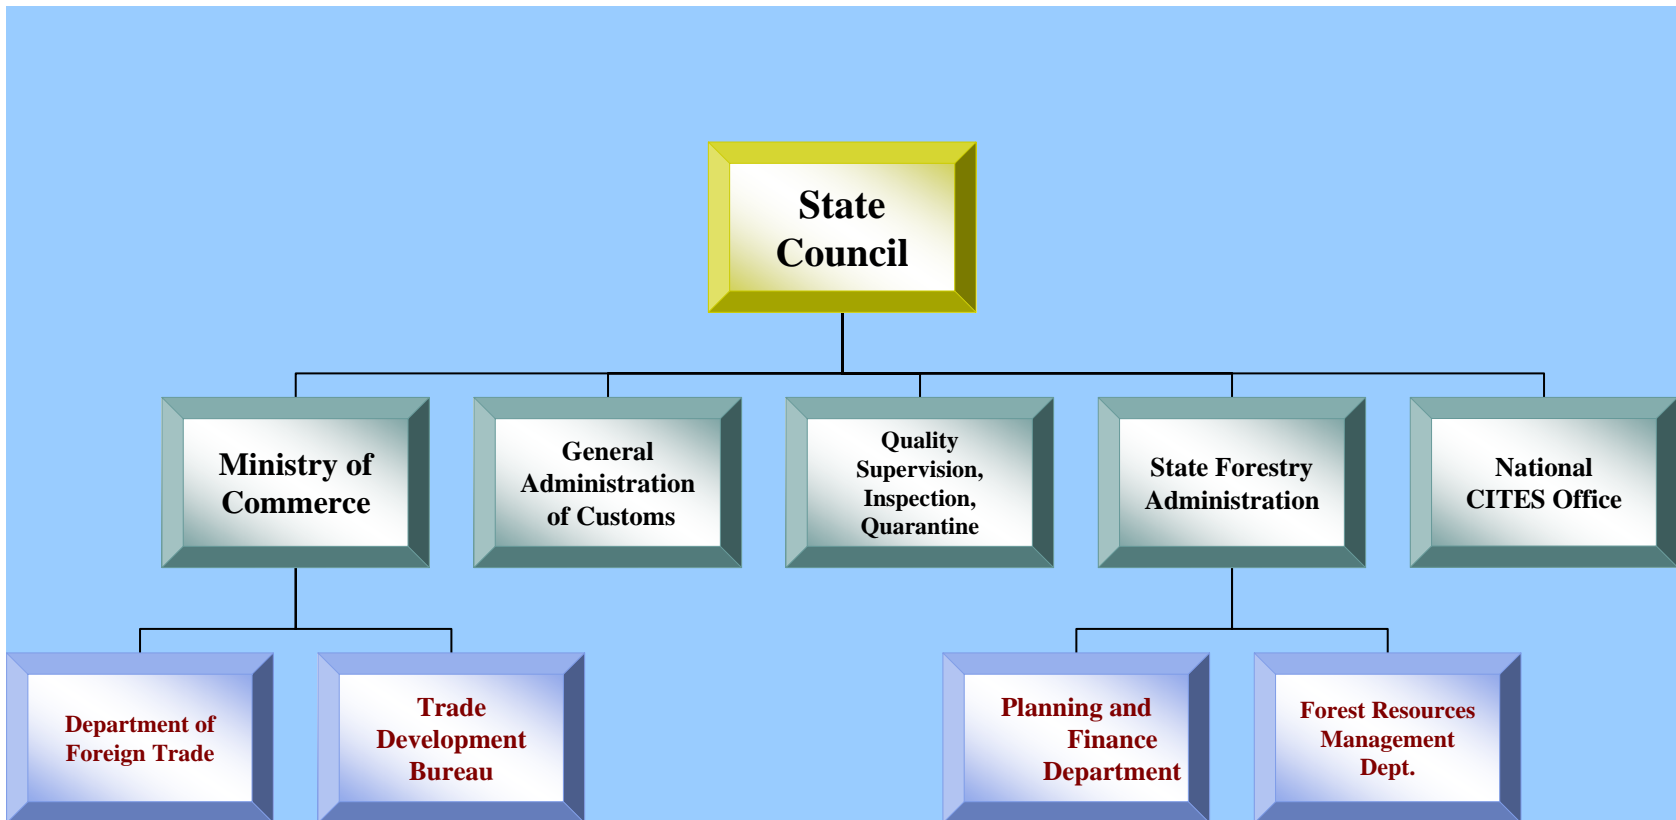 State
Council
Ministry of
Commerce
General
Administration
of Customs
Quality
Supervision,
Inspection,
Quarantine
State Forestry
Administration
National
CITES Office
Department of
Foreign Trade
Trade
Development
Bureau
Planning and
Finance
Department
Forest Resources
Management
Dept.